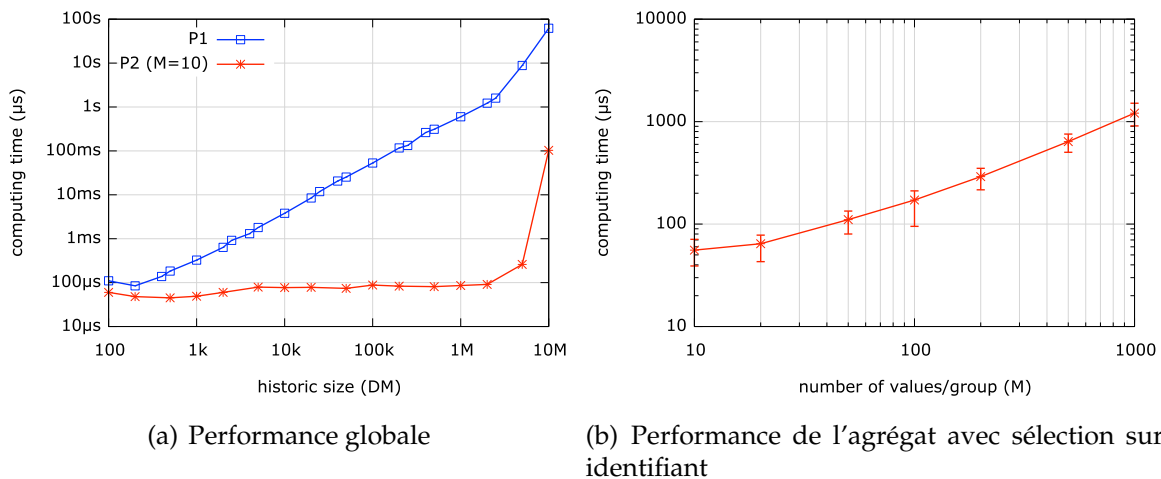 100s
10s
1s
100ms
10ms
1ms
100µs
10µs
computing time (µs)
P1
P2 (M=10)
100 1k 10k 100k 1M 10M
historic size (DM)
(a) Performance globale
10000
1000
100
10
computing time (µs)
10 100 1000
number of values/group (M)
(b) Performance de l'agrégat avec sélection sur
identifiant